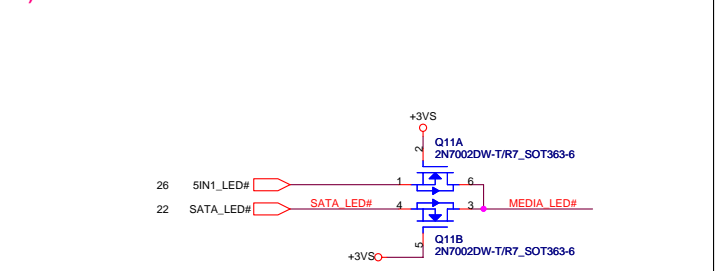 +3VS
2
Q11A
2N7002DW-T/R7_SOT363-6
26 5IN1_LED# 1 6
22 SATA_LED# SATA_LED# 4 3 MEDIA_LED#
5
Q11B
2N7002DW-T/R7_SOT363-6
+3VS